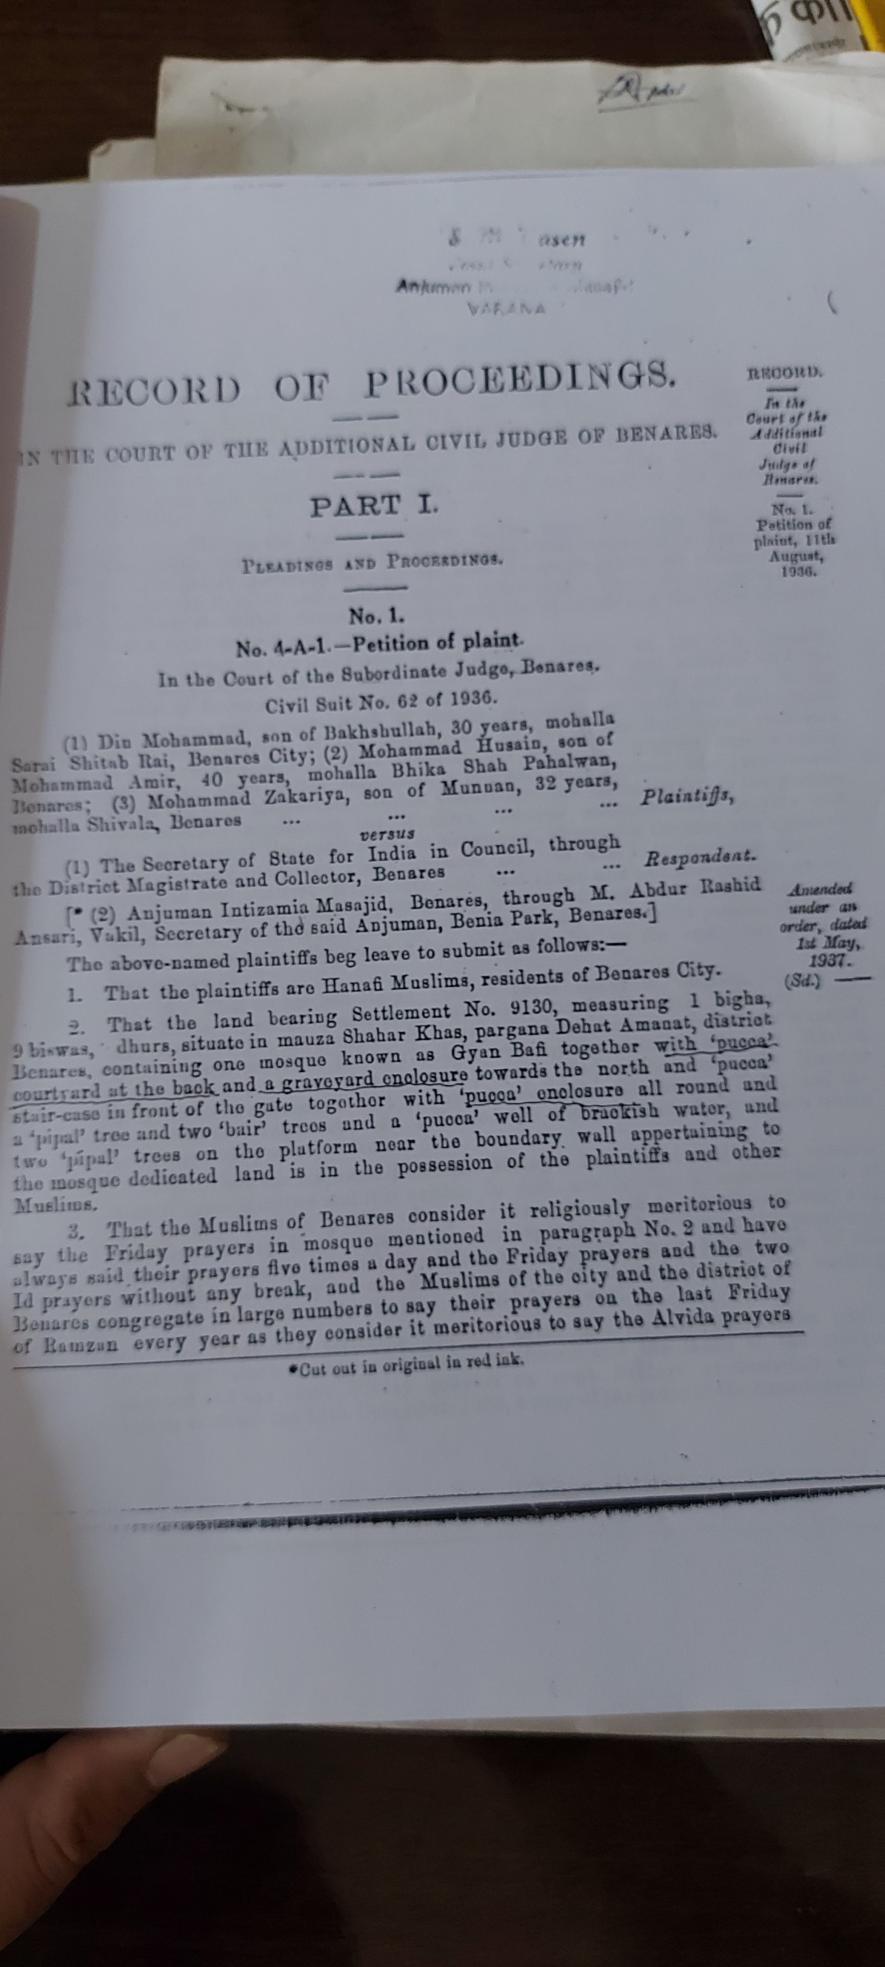 asen
Anjuman
VARANA
RECORD OF PROCEEDINGS.
IN THE COURT OF THE ADDITIONAL CIVIL JUDGE OF BENARES.
PART I.
PLEADINGS AND PROCEEDINGS.
No. 1.
No. 4-A-1.—Petition of plaint.
In the Court of the Subordinate Judge, Benares.
Civil Suit No. 62 of 1936.
(1) Din Mohammad, son of Bakhshullah, 30 years, mohalla
Sarai Shitab Rai, Benares City; (2) Mohammad Husain, son of
Mohammad Amir, 40 years, mohalla Bhika Shah Pahalwan,
Benares; (3) Mohammad Zakariya, son of Munnan, 32 years,
mohalla Shivala, Benares ... ... ... ... Plaintiffs,
versus
(1) The Secretary of State for India in Council, through
the District Magistrate and Collector, Benares ... ... Respondent.
[* (2) Anjuman Intizamia Masajid, Benares, through M. Abdur Rashid
Ansari, Vakil, Secretary of the said Anjuman, Benia Park, Benares.]
The above-named plaintiffs beg leave to submit as follows:—
1. That the plaintiffs are Hanafi Muslims, residents of Benares City.
2. That the land bearing Settlement No. 9130, measuring 1 bigha,
9 biswas, dhurs, situate in mauza Shahar Khas, pargana Dehat Amanat, district
Benares, containing one mosque known as Gyan Bafi together with 'pucca'
courtyard at the back and a graveyard enclosure towards the north and 'pucca'
stair-case in front of the gate together with 'pucca' enclosure all round and
a 'pipal' tree and two 'bair' trees and a 'pucca' well of brackish water, and
two 'pipal' trees on the platform near the boundary wall appertaining to
the mosque dedicated land is in the possession of the plaintiffs and other
Muslims.
3. That the Muslims of Benares consider it religiously meritorious to
say the Friday prayers in mosque mentioned in paragraph No. 2 and have
always said their prayers five times a day and the Friday prayers and the two
Id prayers without any break, and the Muslims of the city and the district of
Benares congregate in large numbers to say their prayers on the last Friday
of Ramzan every year as they consider it meritorious to say the Alvida prayers
*Cut out in original in red ink.
RECORD.
In the
Court of the
Additional
Civil
Judge of
Benares.
No. 1.
Petition of
plaint, 11th
August,
1936.
Amended
under an
order, dated
1st May,
1937.
(Sd.) —